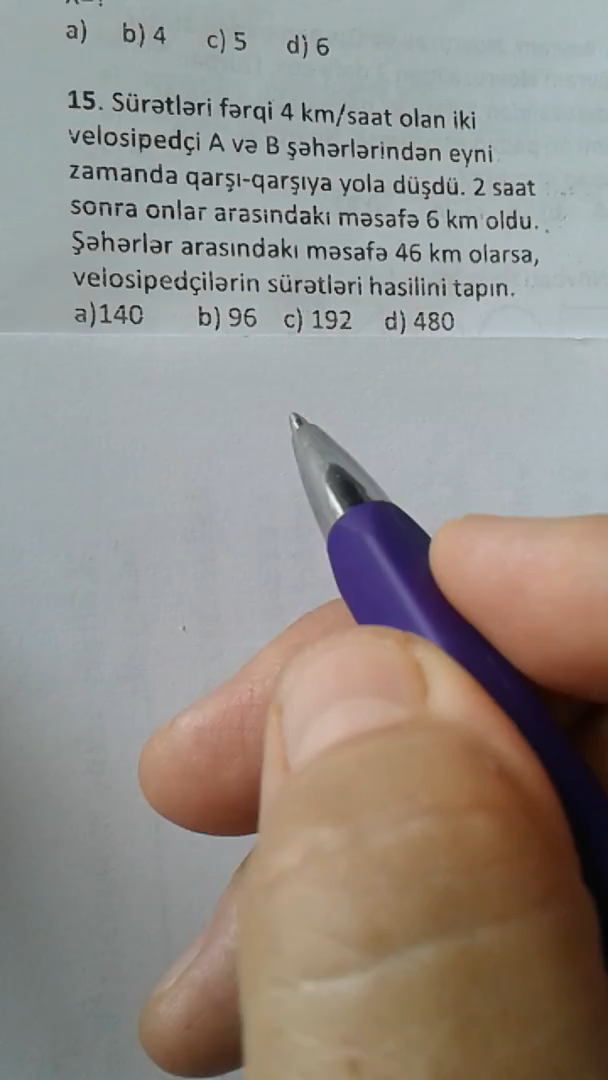 a) b) 4 c) 5 d) 6
15. Sürətləri fərqi 4 km/saat olan iki
velosipedçi A və B şəhərlərindən eyni
zamanda qarşı-qarşıya yola düşdü. 2 saat
sonra onlar arasındakı məsafə 6 km oldu.
Şəhərlər arasındakı məsafə 46 km olarsa,
velosipedçilərin sürətləri hasilini tapın.
a)140 b) 96 c) 192 d) 480